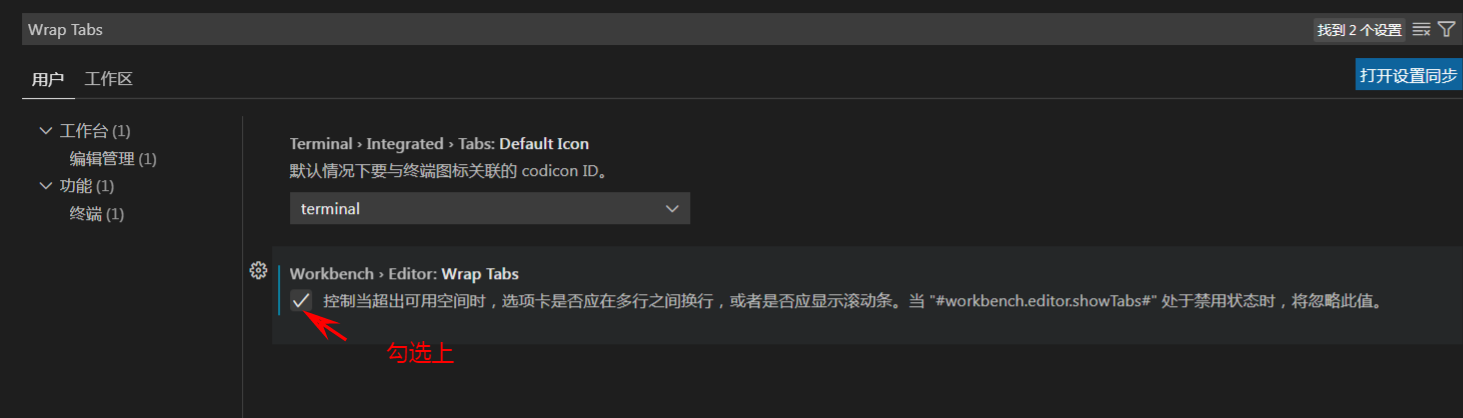 Wrap Tabs
找到 2 个设置
用户 工作区
打开设置同步
工作台 (1)
编辑管理 (1)
功能 (1)
终端 (1)
Terminal › Integrated › Tabs: Default Icon
默认情况下要与终端图标关联的 codicon ID。
terminal
Workbench › Editor: Wrap Tabs
控制当超出可用空间时，选项卡是否应在多行之间换行，或者是否应显示滚动条。当 "#workbench.editor.showTabs#" 处于禁用状态时，将忽略此值。
勾选上